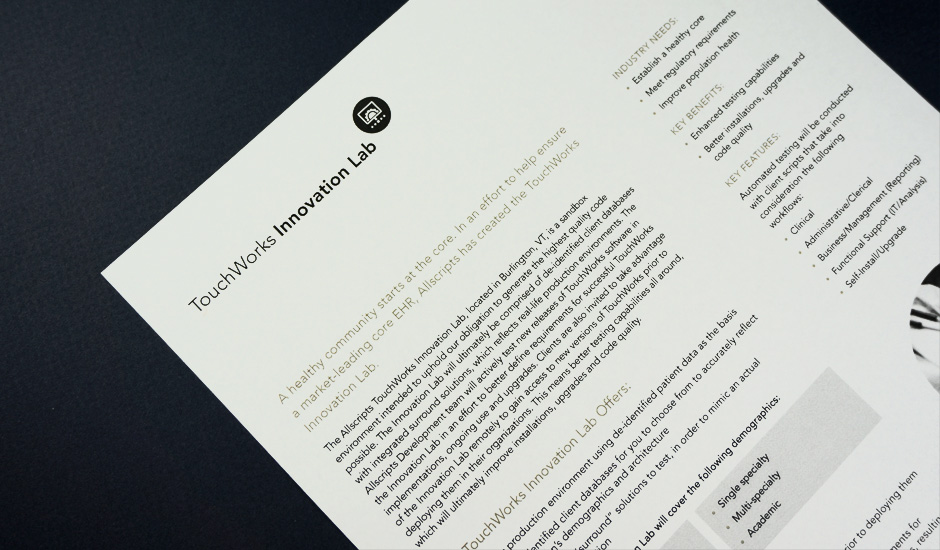 TouchWorks Innovation Lab
A healthy community starts at the core. In an effort to help ensure
a market-leading core EHR, Allscripts has created the TouchWorks
Innovation Lab.
The Allscripts TouchWorks Innovation Lab, located in Burlington, VT, is a sandbox
environment intended to uphold our obligation to generate the highest quality code
possible. The Innovation Lab will ultimately be comprised of de-identified client databases
with integrated surround solutions, which reflects real-life production environments. The
Allscripts Development team will actively test new releases of TouchWorks software in
the Innovation Lab in an effort to better define requirements for successful TouchWorks
implementations, ongoing use and upgrades. Clients are also invited to take advantage
of the Innovation Lab remotely to gain access to new versions of TouchWorks prior to
deploying them in their organizations. This means better testing capabilities all around,
which will ultimately improve installations, upgrades and code quality.
TouchWorks Innovation Lab Offers:
production environment using de-identified patient data as the basis
entified client databases for you to choose from to accurately reflect
n's demographics and architecture
surround" solutions to test, in order to mimic an actual
tion
n Lab will cover the following demographics:
• Single specialty
• Multi-specialty
• Academic
ior to deploying them
ments for
s, resulting
INDUSTRY NEEDS:
• Establish a healthy core
• Meet regulatory requirements
• Improve population health
KEY BENEFITS:
• Enhanced testing capabilities
• Better installations, upgrades and
code quality
KEY FEATURES:
Automated testing will be conducted
with client scripts that take into
consideration the following
workflows:
• Clinical
• Administrative/Clerical
• Business/Management (Reporting)
• Functional Support (IT/Analysis)
• Self-Install/Upgrade